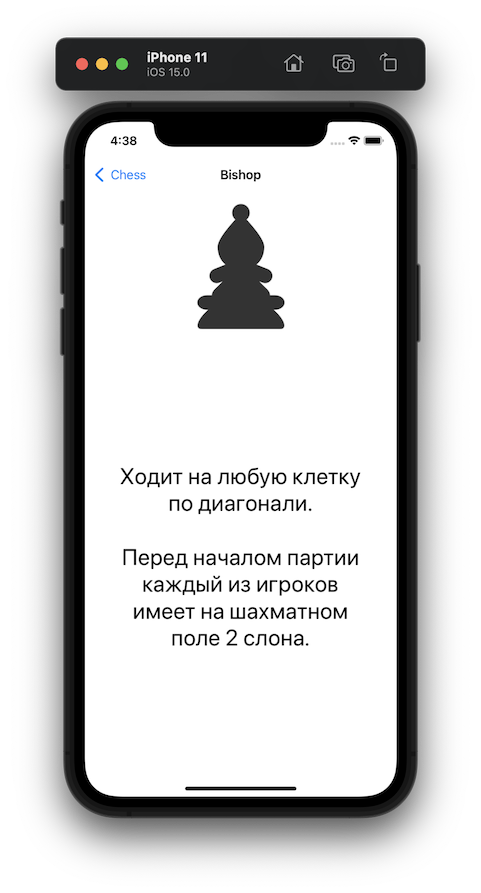 iPhone 11
iOS 15.0
4:38
Chess
Bishop
Ходит на любую клетку
по диагонали.
Перед началом партии
каждый из игроков
имеет на шахматном
поле 2 слона.